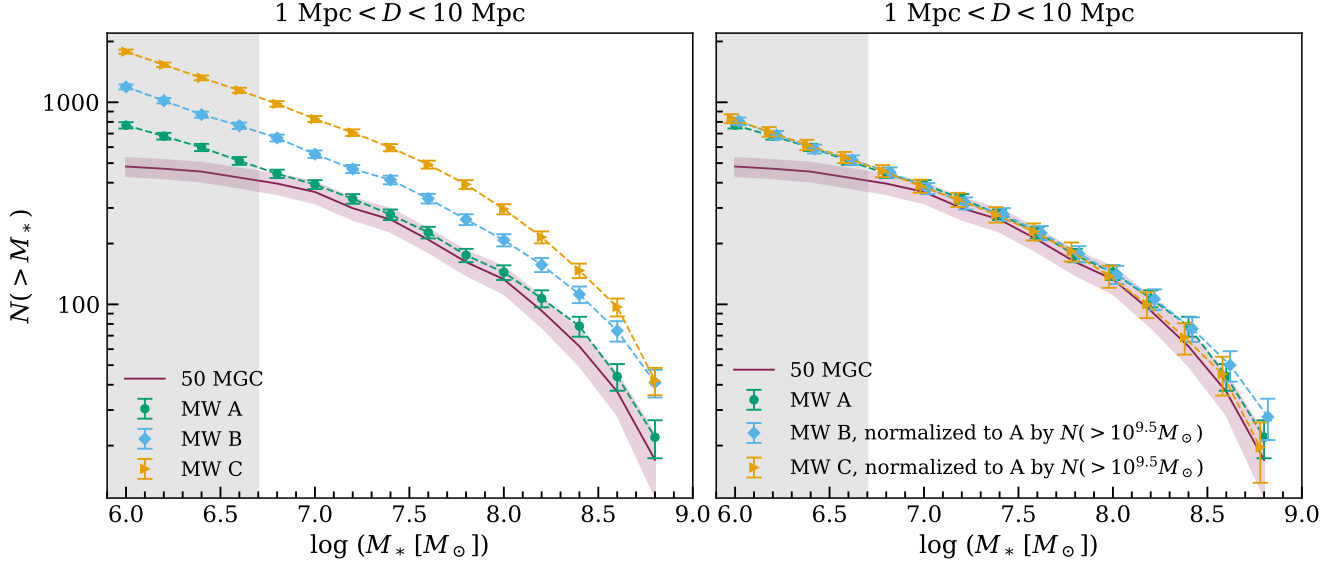 1 Mpc < D < 10 Mpc
1000
100
N(> M∗)
50 MGC
MW A
MW B
MW C
6.0 6.5 7.0 7.5 8.0 8.5 9.0
log (M∗ [M⊙])
1 Mpc < D < 10 Mpc
50 MGC
MW A
MW B, normalized to A by N(> 10^9.5 M⊙)
MW C, normalized to A by N(> 10^9.5 M⊙)
6.0 6.5 7.0 7.5 8.0 8.5 9.0
log (M∗ [M⊙])